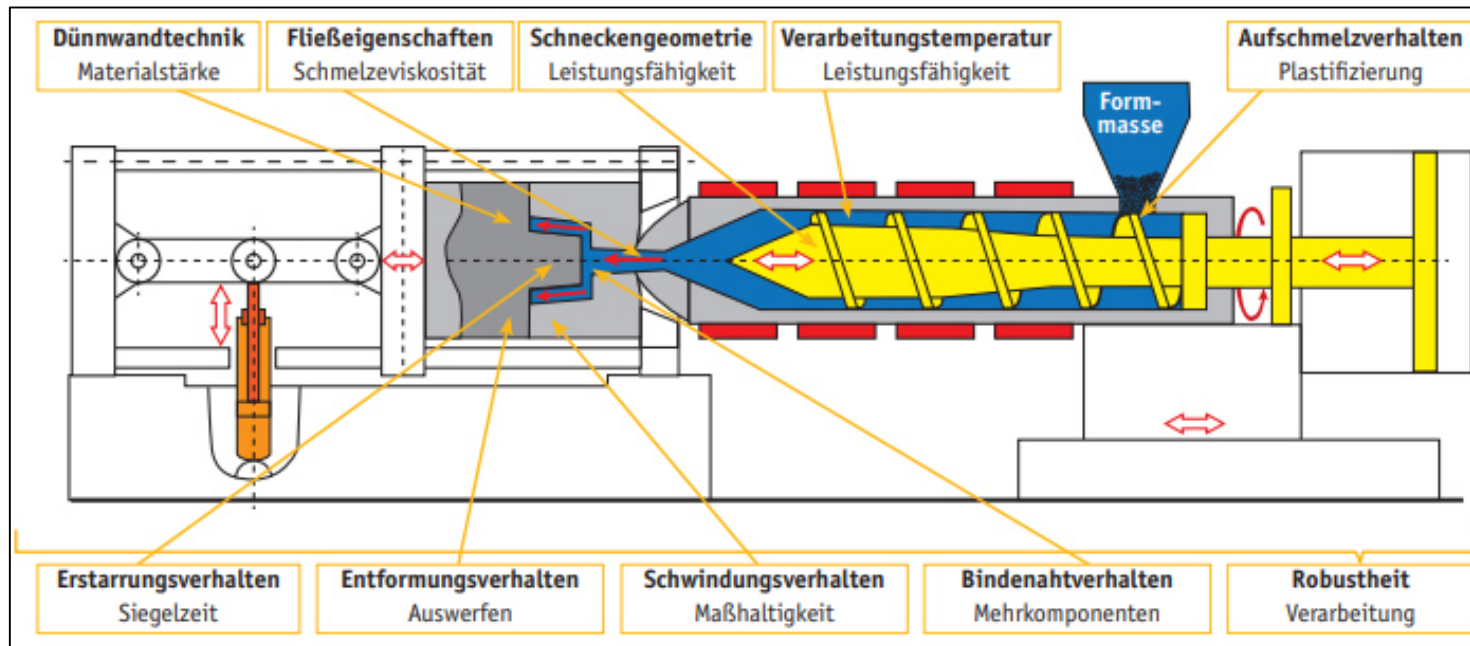 Dünnwandtechnik
Materialstärke
Fließeigenschaften
Schmelzeviskosität
Schneckengeometrie
Leistungsfähigkeit
Verarbeitungstemperatur
Leistungsfähigkeit
Aufschmelzverhalten
Plastifizierung
Form-
masse
Erstarrungsverhalten
Siegelzeit
Entformungsverhalten
Auswerfen
Schwindungsverhalten
Maßhaltigkeit
Bindenahtverhalten
Mehrkomponenten
Robustheit
Verarbeitung